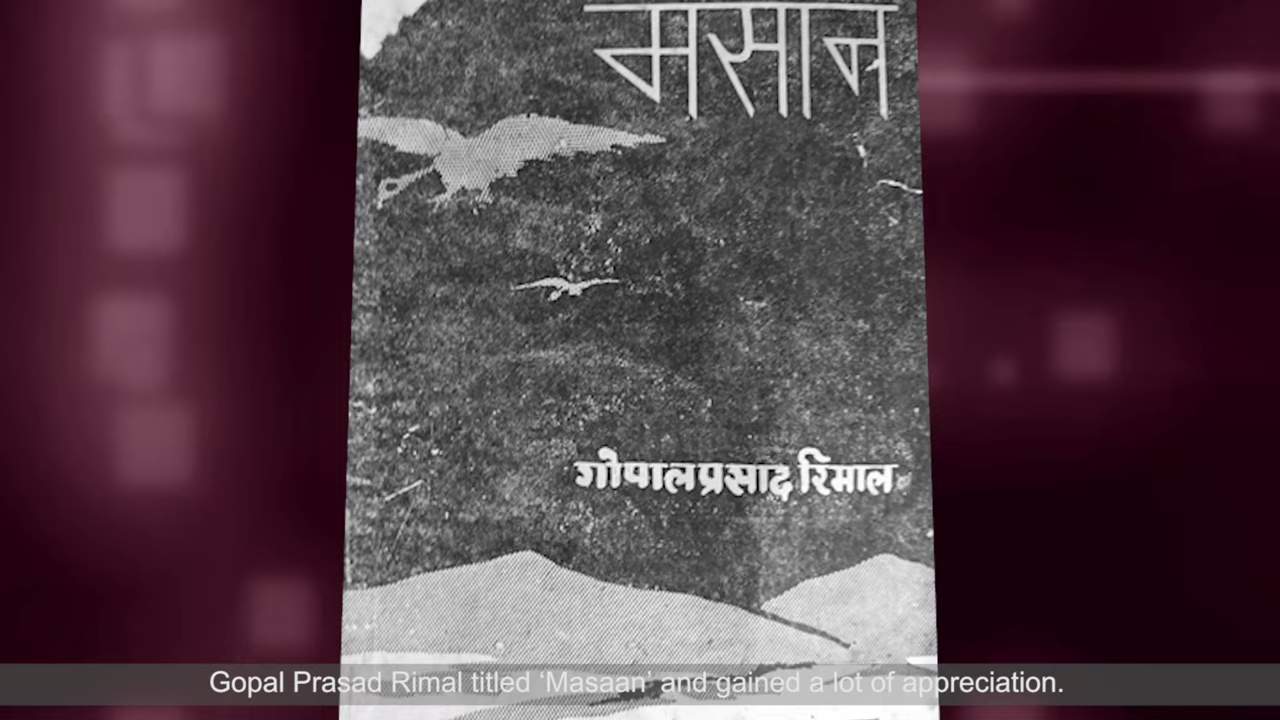 मसान
गोपालप्रसाद रिमाल
Gopal Prasad Rimal titled ‘Masaan’ and gained a lot of appreciation.